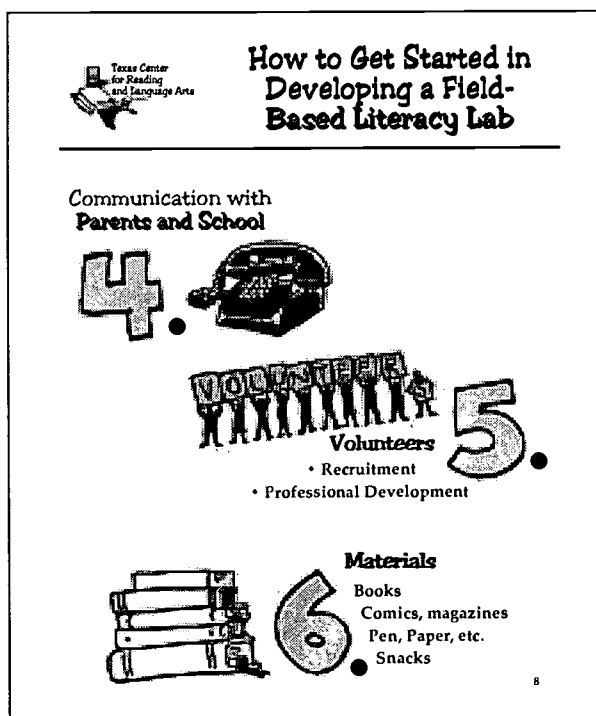 Texas Center
for Reading
and Language Arts
How to Get Started in
Developing a Field-
Based Literacy Lab
Communication with
Parents and School
4.
VOLUNTEERS
Volunteers
• Recruitment
• Professional Development
5.
Materials
6.
Books
Comics, magazines
Pen, Paper, etc.
Snacks
8